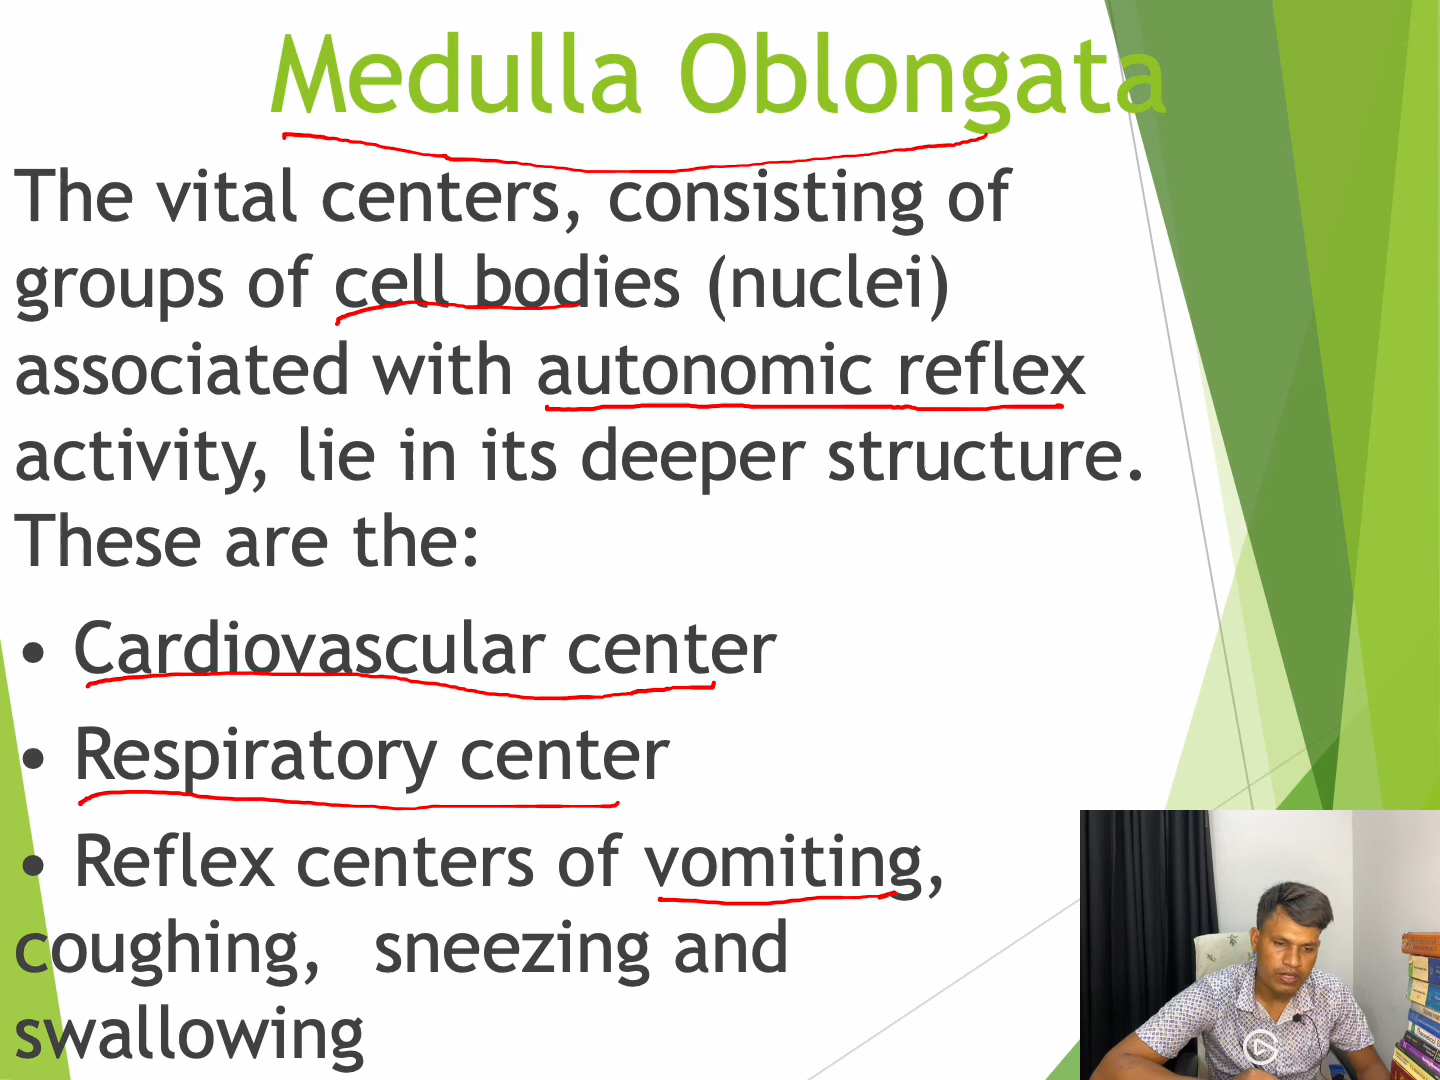 Medulla Oblongata
The vital centers, consisting of
groups of cell bodies (nuclei)
associated with autonomic reflex
activity, lie in its deeper structure.
These are the:
• Cardiovascular center
• Respiratory center
• Reflex centers of vomiting,
coughing, sneezing and
swallowing